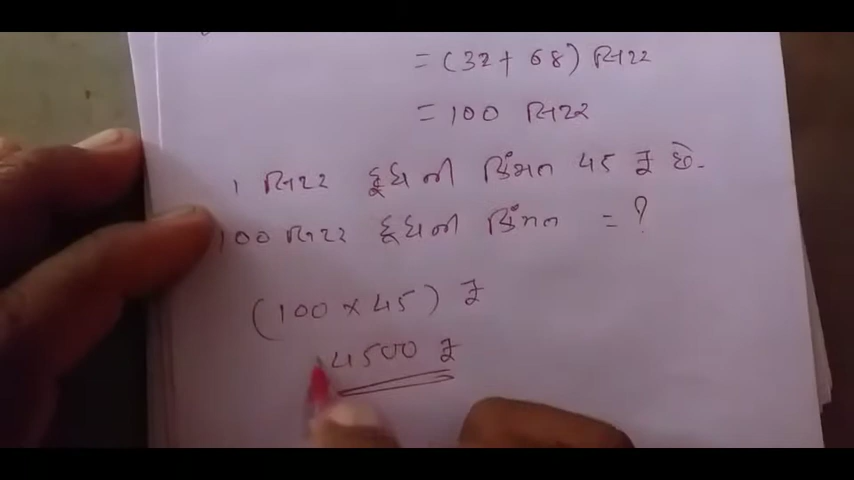 = (32 + 68) લિટર
= 100 લિટર
1 લિટર દૂધની કિંમત 45 ₹ છે.
100 લિટર દૂધની કિંમત = ?
(100 × 45) ₹
4500 ₹